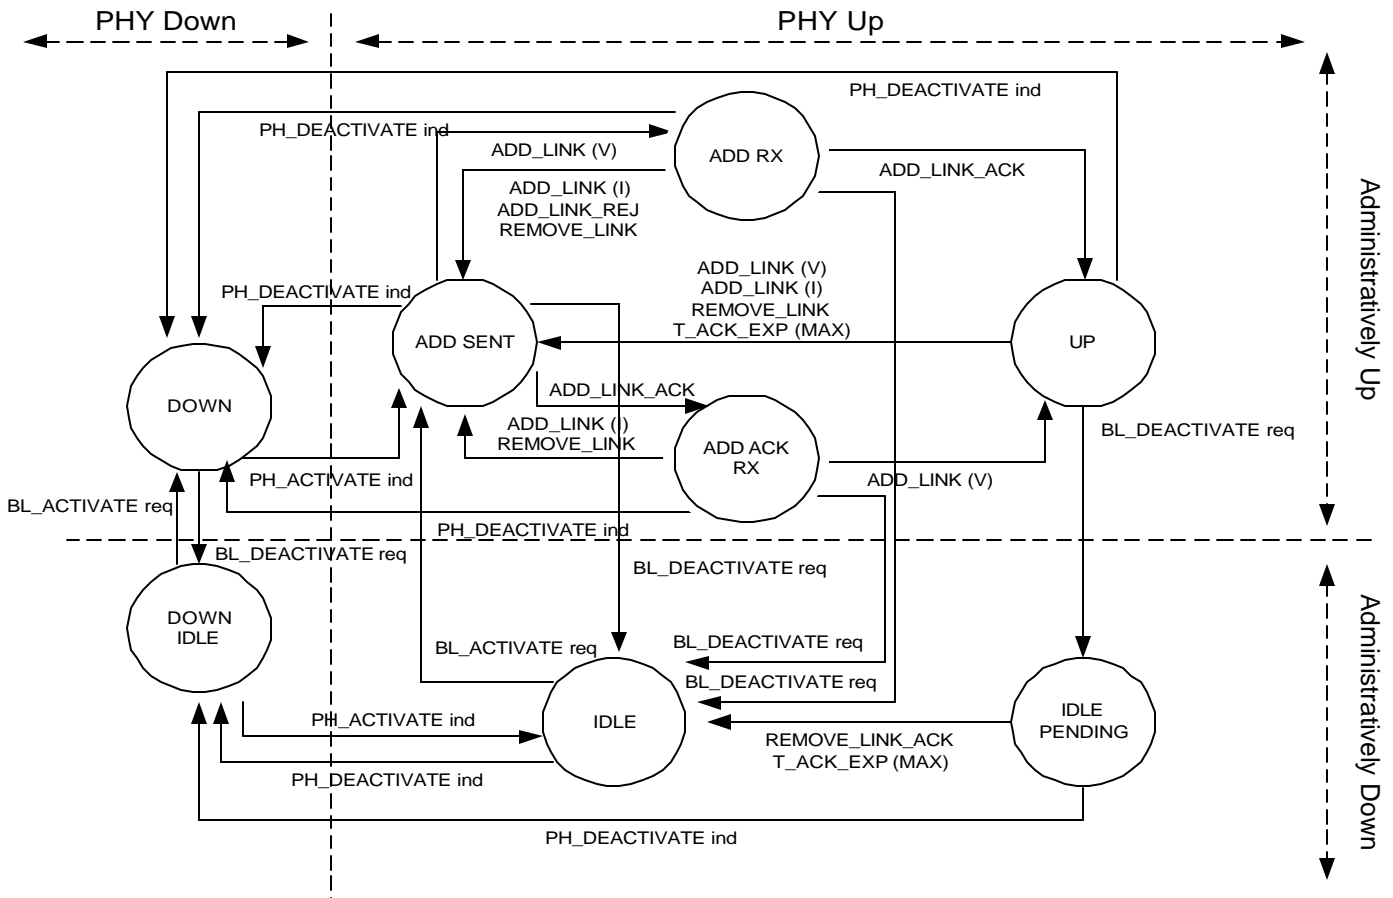 PHY Down
PHY Up
PH_DEACTIVATE ind
PH_DEACTIVATE ind
ADD_LINK (V)
ADD RX
ADD_LINK_ACK
ADD_LINK (I)
ADD_LINK_REJ
REMOVE_LINK
Administratively Up
ADD_LINK (V)
ADD_LINK (I)
REMOVE_LINK
T_ACK_EXP (MAX)
PH_DEACTIVATE ind
ADD SENT
UP
DOWN
ADD_LINK_ACK
ADD_LINK (I)
REMOVE_LINK
ADD ACK
RX
BL_DEACTIVATE req
PH_ACTIVATE ind
ADD_LINK (V)
BL_ACTIVATE req
PH_DEACTIVATE ind
BL_DEACTIVATE req
BL_DEACTIVATE req
DOWN
IDLE
BL_ACTIVATE req
BL_DEACTIVATE req
BL_DEACTIVATE req
Administratively Down
PH_ACTIVATE ind
IDLE
IDLE
PENDING
REMOVE_LINK_ACK
T_ACK_EXP (MAX)
PH_DEACTIVATE ind
PH_DEACTIVATE ind